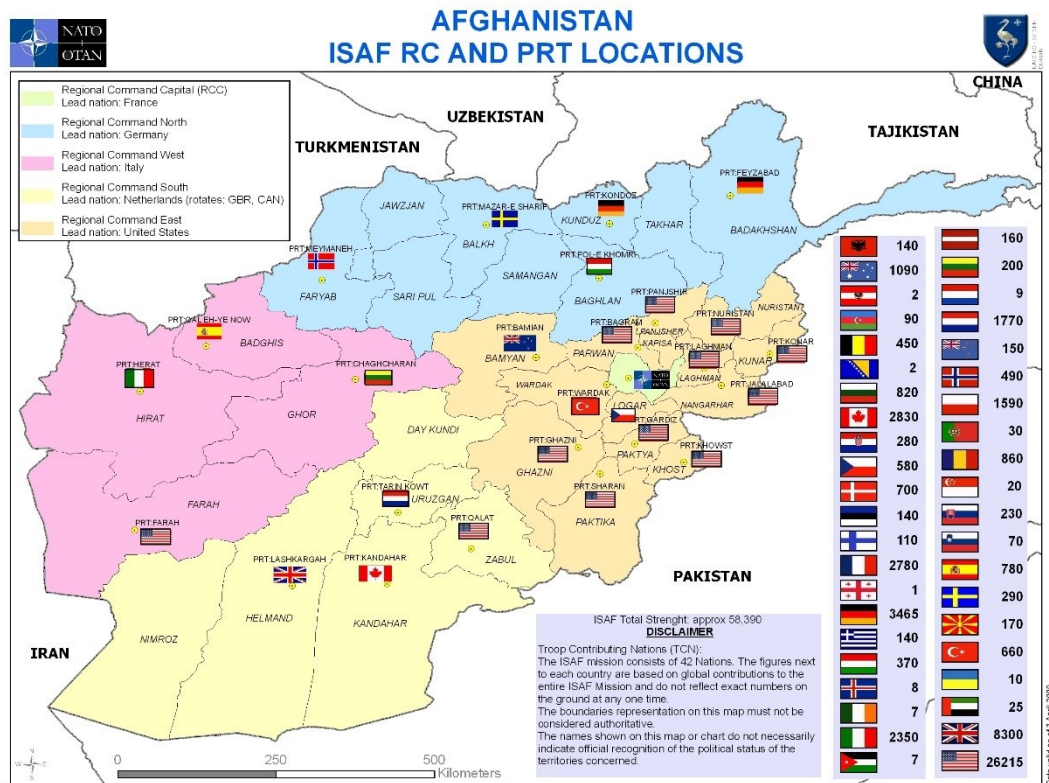 AFGHANISTAN
ISAF RC AND PRT LOCATIONS
NATO
OTAN
Regional Command Capital (RCC)
Lead nation: France
Regional Command North
Lead nation: Germany
Regional Command West
Lead nation: Italy
Regional Command South
Lead nation: Netherlands (rotates: GBR, CAN)
Regional Command East
Lead nation: United States
CHINA
UZBEKISTAN
TAJIKISTAN
TURKMENISTAN
PRT:FEYZABAD
PRT:KONDOZ
JAWZJAN
PRT:MAZAR-E SHARIF
KUNDUZ
TAKHAR
BADAKHSHAN
BALKH
PRT:MEYMANEH
PRT:POL-E KHOMRI
SAMANGAN
FARYAB
SARI PUL
BAGHLAN
PRT:PANJSHIR
NURISTAN
PRT:NURISTAN
PRT:QALEH-YE NOW
BADGHIS
PRT:BAMIAN
PRT:BAGRAM
PANJSHER
KAPISA
PRT:LAGHMAN
KUNAR
PRT:KONAR
PRT:HERAT
PRT:CHAGHCHARAN
BAMYAN
PARWAN
LAGHMAN
WARDAK
NATO
OTAN
PRT:JALALABAD
PRT:WARDAK
LOGAR
NANGARHAR
HIRAT
GHOR
DAY KUNDI
PRT:GARDIZ
PRT:GHAZNI
PAKTYA
PRT:KHOWST
GHAZNI
KHOST
PRT:SHARAN
PAKTIKA
FARAH
PRT:TARIN KOWT
URUZGAN
PRT:QALAT
PRT:FARAH
ZABUL
PRT:LASHKARGAH
PRT:KANDAHAR
PAKISTAN
HELMAND
KANDAHAR
NIMROZ
IRAN
ISAF Total Strenght: approx 58,390
DISCLAIMER
Troop Contributing Nations (TCN):
The ISAF mission consists of 42 Nations. The figures next
to each country are based on global contributions to the
entire ISAF Mission and do not reflect exact numbers on
the ground at any one time.
The boundaries representation on this map must not be
considered authoritative.
The names shown on this map or chart do not necessarily
indicate official recognition of the political status of the
territories concerned.
0 250 500
Kilometers
N
W E
S
140
1090
2
90
450
2
820
2830
280
580
700
140
110
2780
1
3465
140
370
8
7
2350
7
160
200
9
1770
150
490
1590
30
860
20
230
70
780
290
170
660
10
25
8300
26215